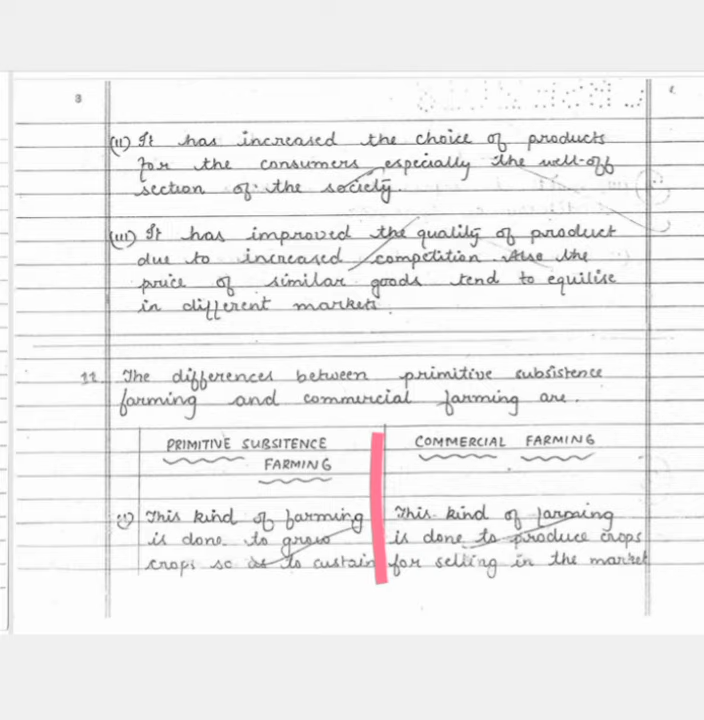 8
(ii) It has increased the choice of products
for the consumers especially the well-off
section of the society.
(iii) It has improved the quality of product
due to increased competition. Also the
price of similar goods tend to equilise
in different markets.
11. The differences between primitive subsistence
farming and commercial farming are.
PRIMITIVE SUBSITENCE
FARMING
(i) This kind of farming
is done to grow
crops so as to custain
COMMERCIAL FARMING
This kind of farming
is done to produce crops
for selling in the market